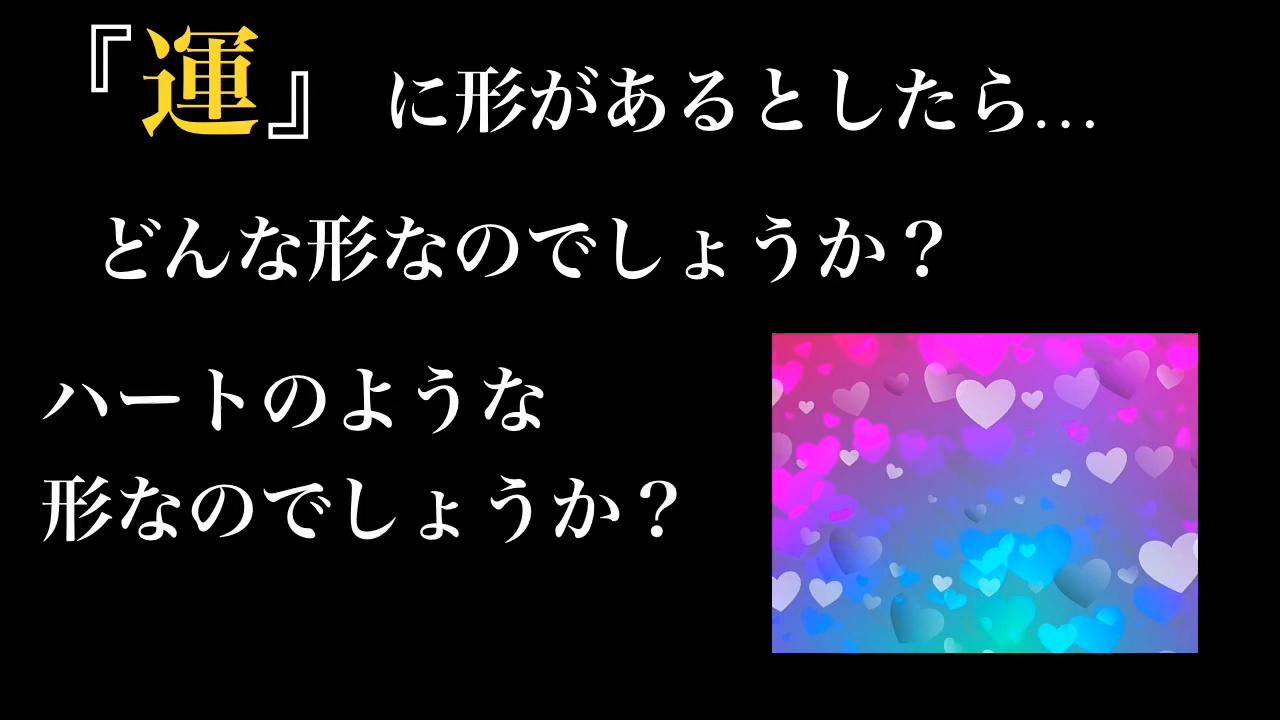 『運』に形があるとしたら…
どんな形なのでしょうか？
ハートのような
形なのでしょうか？